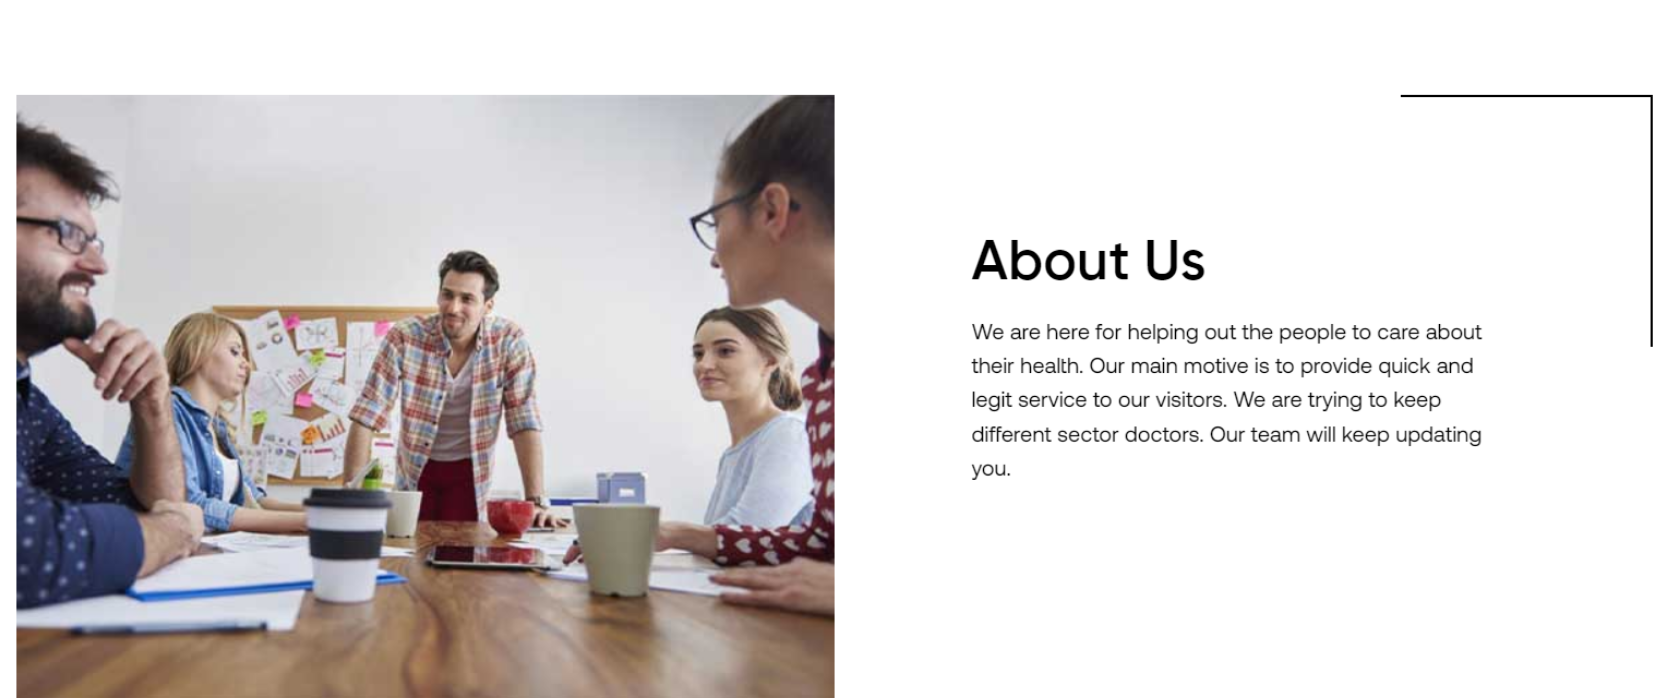 About Us
We are here for helping out the people to care about
their health. Our main motive is to provide quick and
legit service to our visitors. We are trying to keep
different sector doctors. Our team will keep updating
you.